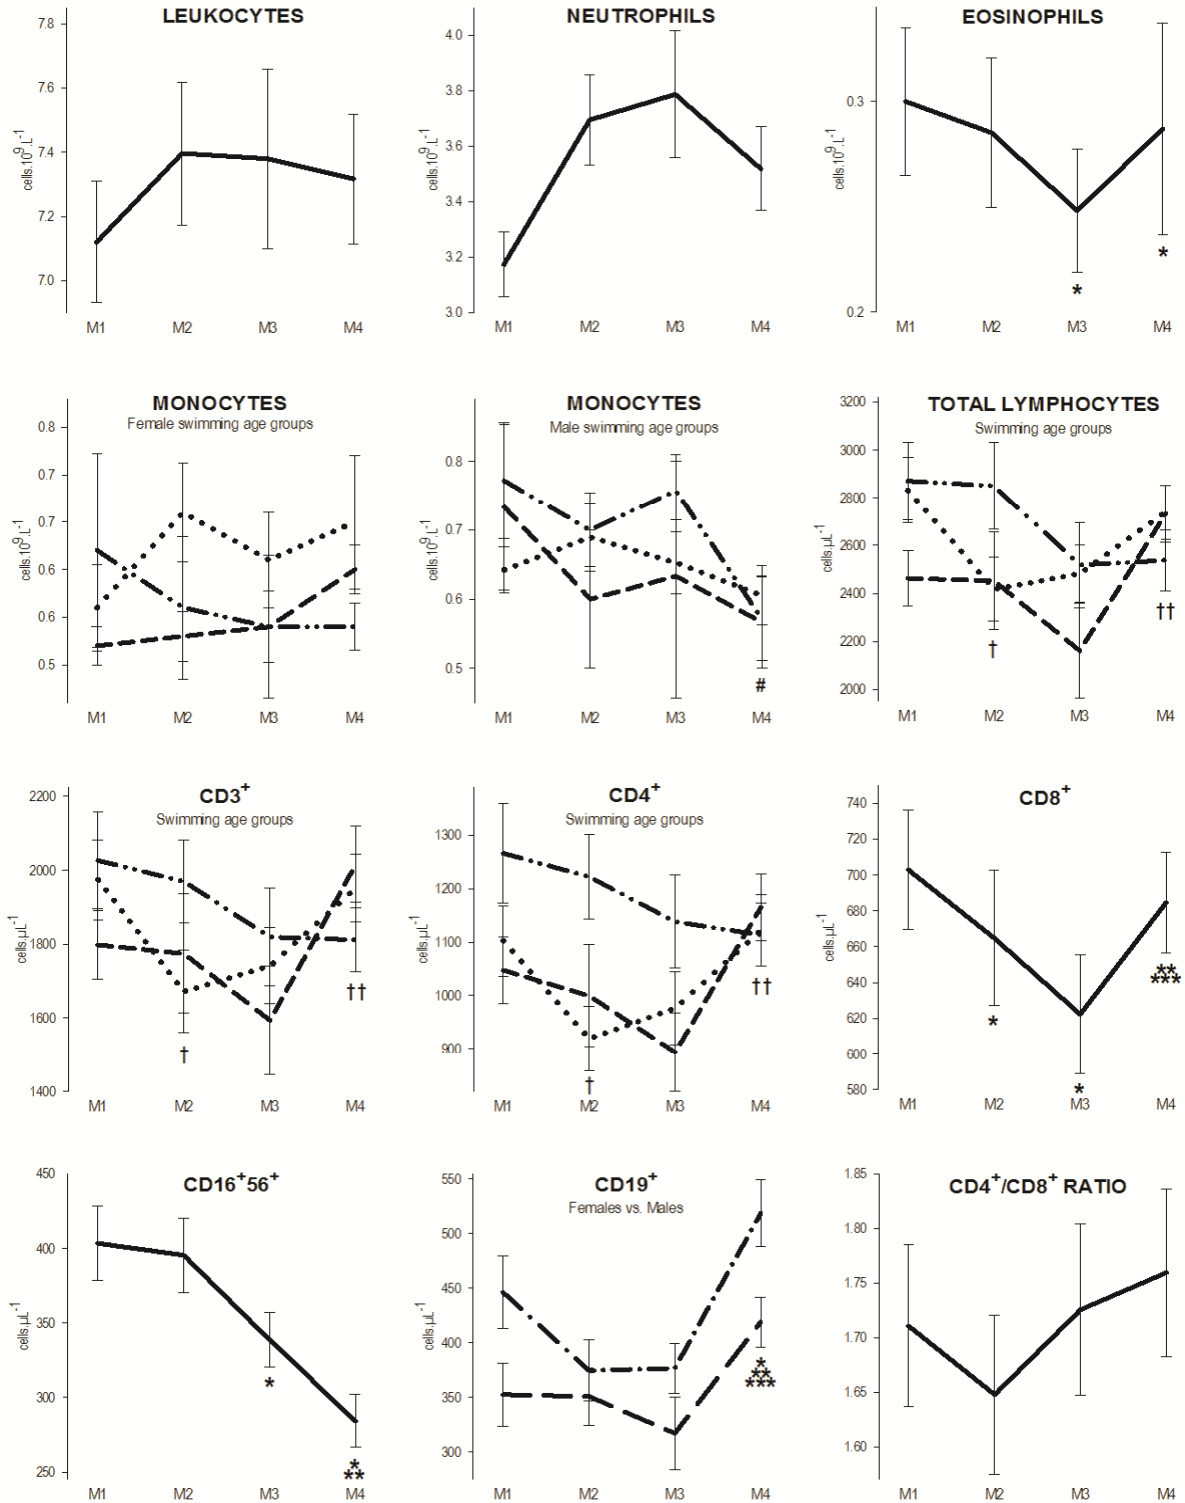 LEUKOCYTES
7.8
7.6
7.4
7.2
7.0
cells.10⁹.L⁻¹
M1 M2 M3 M4
NEUTROPHILS
4.0
3.8
3.6
3.4
3.2
3.0
cells.10⁹.L⁻¹
M1 M2 M3 M4
EOSINOPHILS
0.3
0.2
cells.10⁹.L⁻¹
* *
M1 M2 M3 M4
MONOCYTES
Female swimming age groups
0.8
0.7
0.7
0.6
0.6
0.5
cells.10⁹.L⁻¹
M1 M2 M3 M4
MONOCYTES
Male swimming age groups
0.8
0.7
0.6
0.5
cells.10⁹.L⁻¹
#
M1 M2 M3 M4
TOTAL LYMPHOCYTES
Swimming age groups
3200
3000
2800
2600
2400
2200
2000
cells.µL⁻¹
† ††
M1 M2 M3 M4
CD3⁺
Swimming age groups
2200
2000
1800
1600
1400
cells.µL⁻¹
† ††
M1 M2 M3 M4
CD4⁺
Swimming age groups
1300
1200
1100
1000
900
cells.µL⁻¹
† ††
M1 M2 M3 M4
CD8⁺
740
720
700
680
660
640
620
600
580
cells.µL⁻¹
* * ** ***
M1 M2 M3 M4
CD16⁺56⁺
450
400
350
300
250
cells.µL⁻¹
* * **
M1 M2 M3 M4
CD19⁺
Females vs. Males
550
500
450
400
350
300
cells.µL⁻¹
* ** ***
M1 M2 M3 M4
CD4⁺/CD8⁺ RATIO
1.85
1.80
1.75
1.70
1.65
1.60
M1 M2 M3 M4